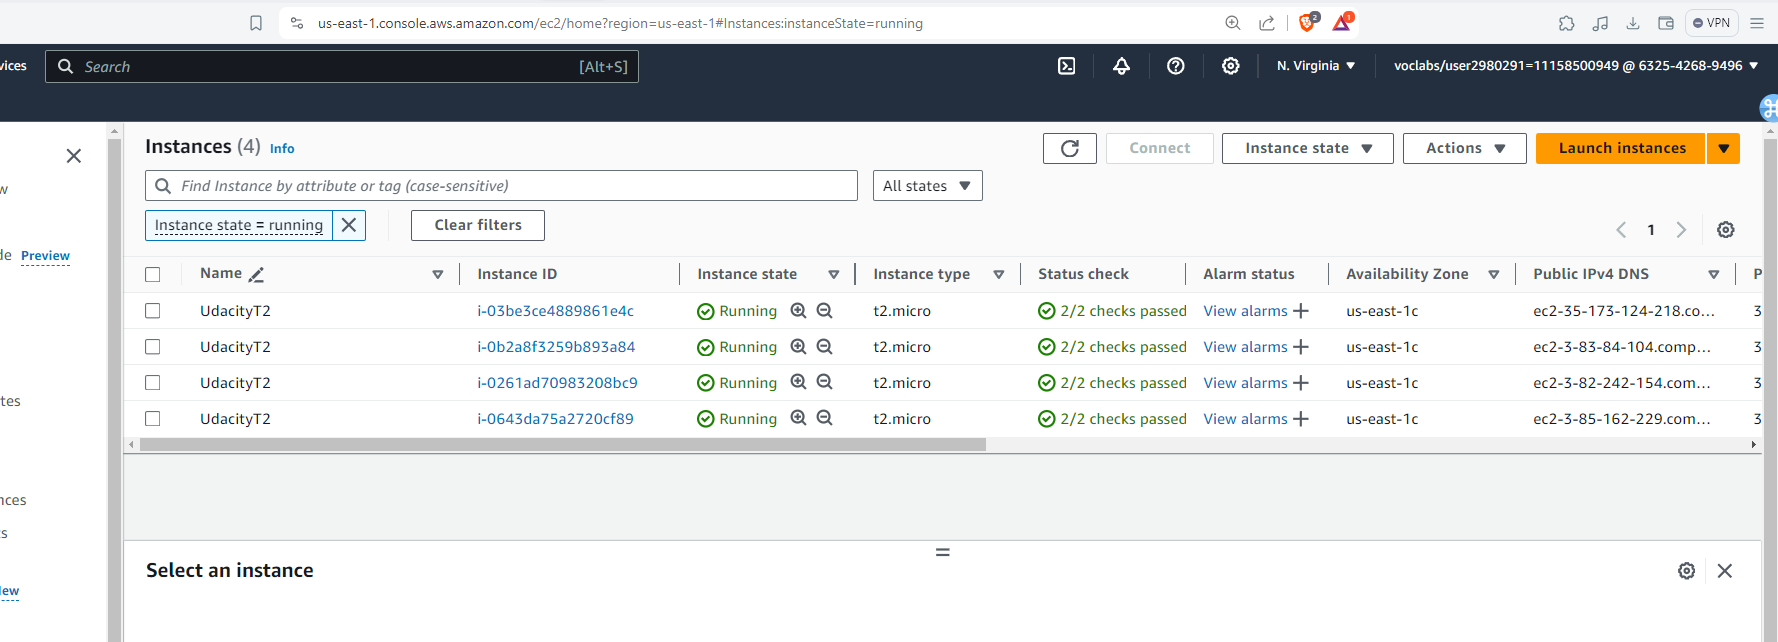 us-east-1.console.aws.amazon.com/ec2/home?region=us-east-1#Instances:instanceState=running
2
1
VPN
vices
Search
[Alt+S]
N. Virginia
voclabs/user2980291=11158500949 @ 6325-4268-9496
Instances (4) Info
Connect
Instance state
Actions
Launch instances
w
Find Instance by attribute or tag (case-sensitive)
All states
Instance state = running
Clear filters
1
de Preview
Name
Instance ID
Instance state
Instance type
Status check
Alarm status
Availability Zone
Public IPv4 DNS
P
UdacityT2 i-03be3ce4889861e4c Running t2.micro 2/2 checks passed View alarms us-east-1c ec2-35-173-124-218.co... 3
UdacityT2 i-0b2a8f3259b893a84 Running t2.micro 2/2 checks passed View alarms us-east-1c ec2-3-83-84-104.comp... 3
UdacityT2 i-0261ad70983208bc9 Running t2.micro 2/2 checks passed View alarms us-east-1c ec2-3-82-242-154.com... 3
UdacityT2 i-0643da75a2720cf89 Running t2.micro 2/2 checks passed View alarms us-east-1c ec2-3-85-162-229.com... 3
tes
nces
s
Select an instance
ew